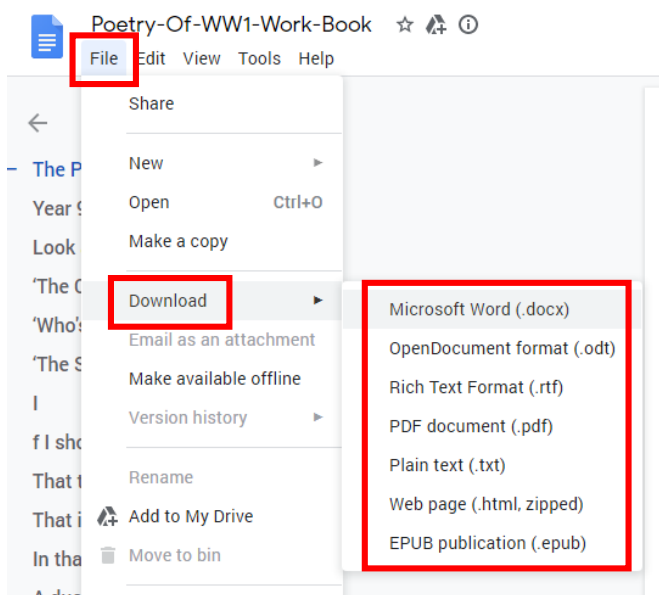 Poetry-Of-WW1-Work-Book
File Edit View Tools Help
Share
New
Open Ctrl+O
Make a copy
Download
Email as an attachment
Make available offline
Version history
Rename
Add to My Drive
Move to bin
Microsoft Word (.docx)
OpenDocument format (.odt)
Rich Text Format (.rtf)
PDF document (.pdf)
Plain text (.txt)
Web page (.html, zipped)
EPUB publication (.epub)
The P
Year 9
Look
‘The
‘Who's
‘The S
I
f I sho
That t
That i
In tha